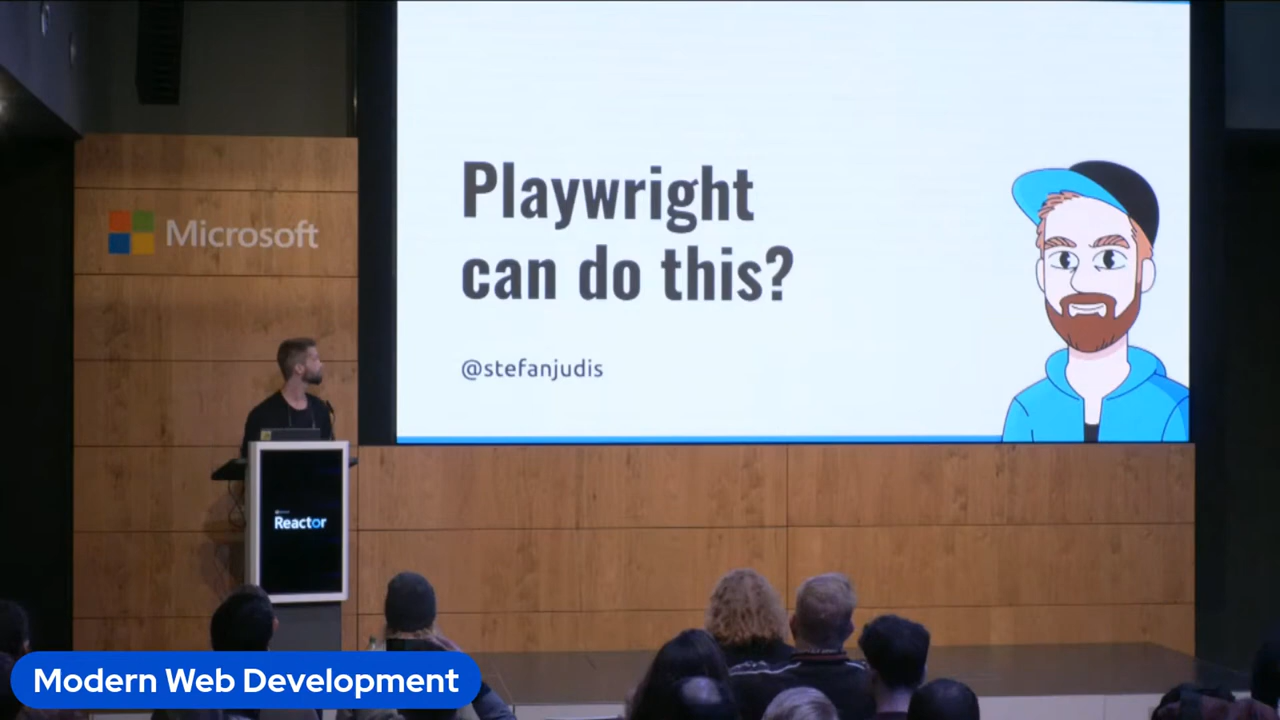 Playwright
can do this?
@stefanjudis
Microsoft
Reactor
Modern Web Development